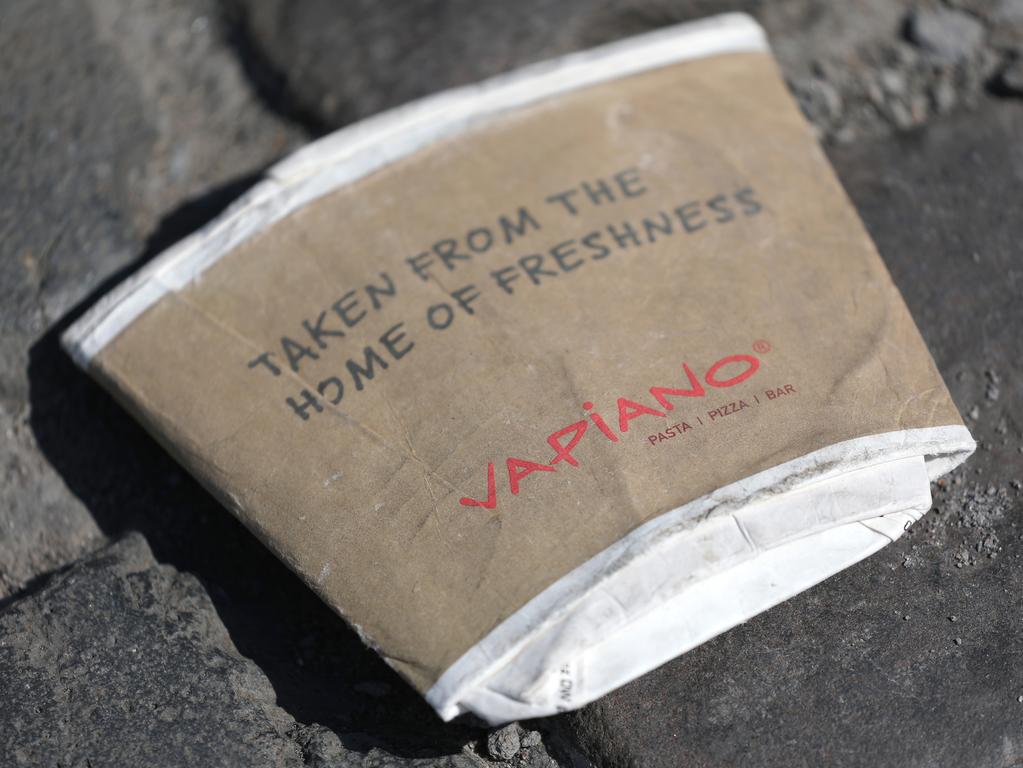 TAKEN FROM THE
HOME OF FRESHNESS
VAPIANO®
PASTA | PIZZA | BAR